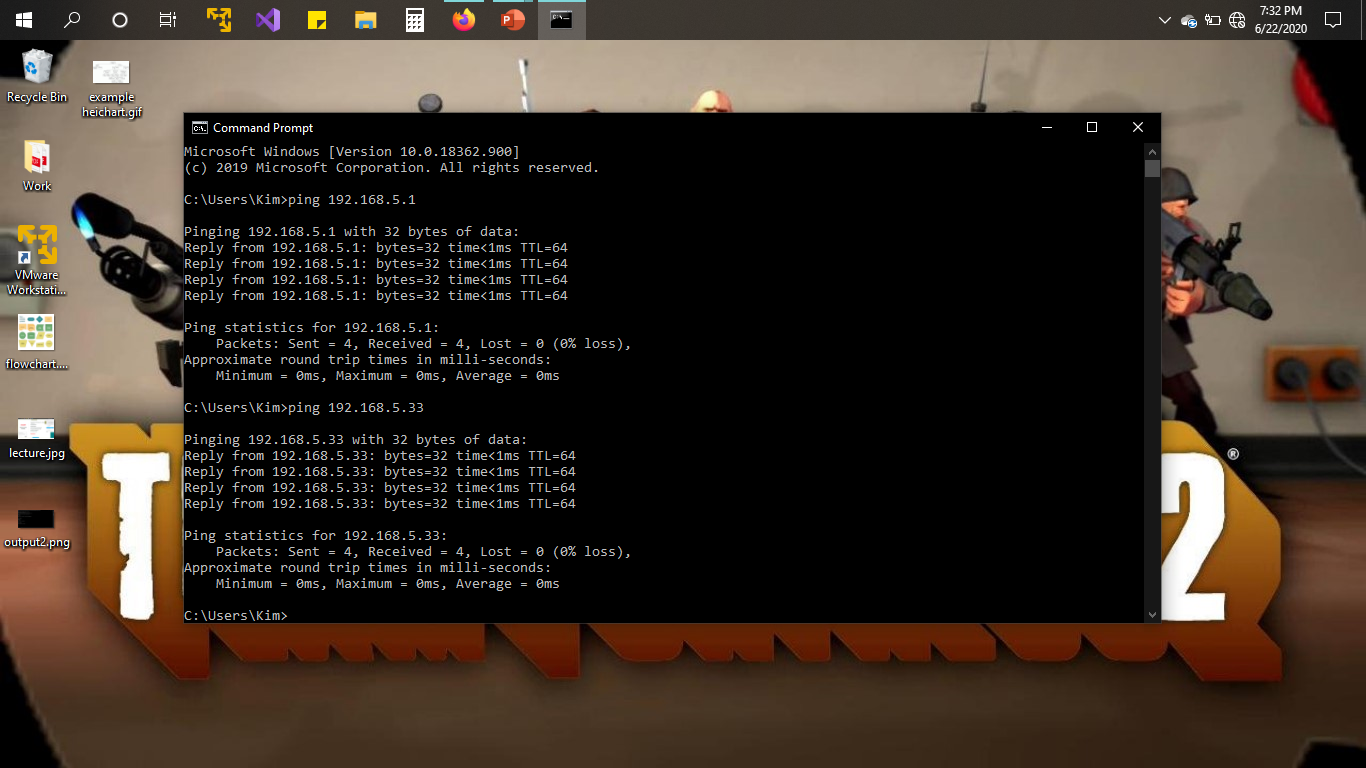 7:32 PM
6/22/2020
Recycle Bin
example
heichart.gif
Work
VMware
Workstati...
flowchart....
lecture.jpg
output2.png
Command Prompt
Microsoft Windows [Version 10.0.18362.900]
(c) 2019 Microsoft Corporation. All rights reserved.
C:\Users\Kim>ping 192.168.5.1
Pinging 192.168.5.1 with 32 bytes of data:
Reply from 192.168.5.1: bytes=32 time<1ms TTL=64
Reply from 192.168.5.1: bytes=32 time<1ms TTL=64
Reply from 192.168.5.1: bytes=32 time<1ms TTL=64
Reply from 192.168.5.1: bytes=32 time<1ms TTL=64
Ping statistics for 192.168.5.1:
Packets: Sent = 4, Received = 4, Lost = 0 (0% loss),
Approximate round trip times in milli-seconds:
Minimum = 0ms, Maximum = 0ms, Average = 0ms
C:\Users\Kim>ping 192.168.5.33
Pinging 192.168.5.33 with 32 bytes of data:
Reply from 192.168.5.33: bytes=32 time<1ms TTL=64
Reply from 192.168.5.33: bytes=32 time<1ms TTL=64
Reply from 192.168.5.33: bytes=32 time<1ms TTL=64
Reply from 192.168.5.33: bytes=32 time<1ms TTL=64
Ping statistics for 192.168.5.33:
Packets: Sent = 4, Received = 4, Lost = 0 (0% loss),
Approximate round trip times in milli-seconds:
Minimum = 0ms, Maximum = 0ms, Average = 0ms
C:\Users\Kim>
T
2
®